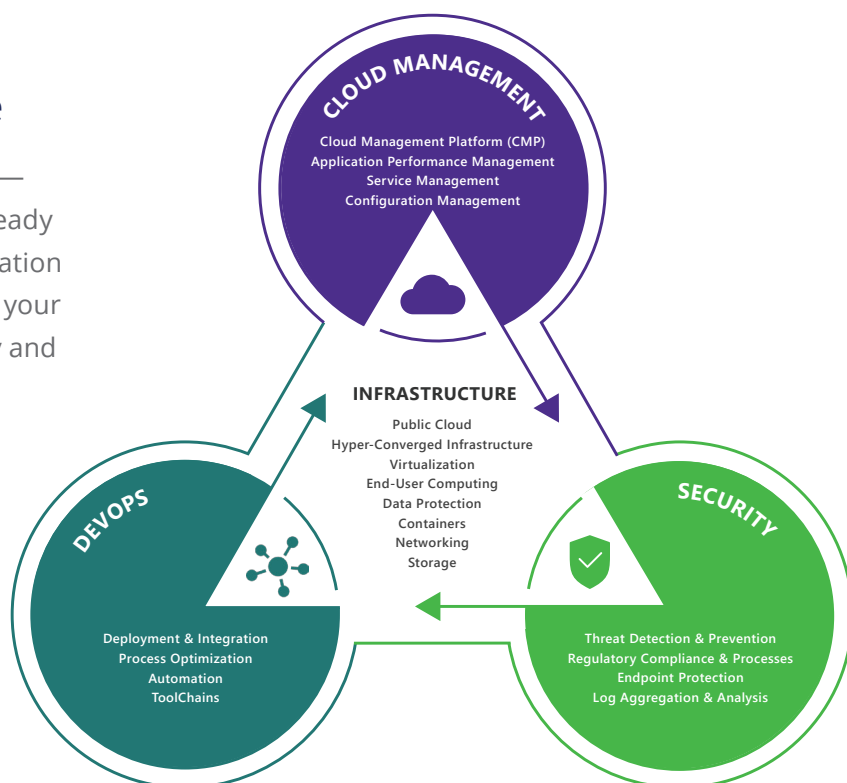 CLOUD MANAGEMENT
Cloud Management Platform (CMP)
Application Performance Management
Service Management
Configuration Management
your
and
INFRASTRUCTURE
Public Cloud
Hyper-Converged Infrastructure
Virtualization
End-User Computing
Data Protection
Containers
Networking
Storage
DEVOPS
Deployment & Integration
Process Optimization
Automation
ToolChains
SECURITY
Threat Detection & Prevention
Regulatory Compliance & Processes
Endpoint Protection
Log Aggregation & Analysis